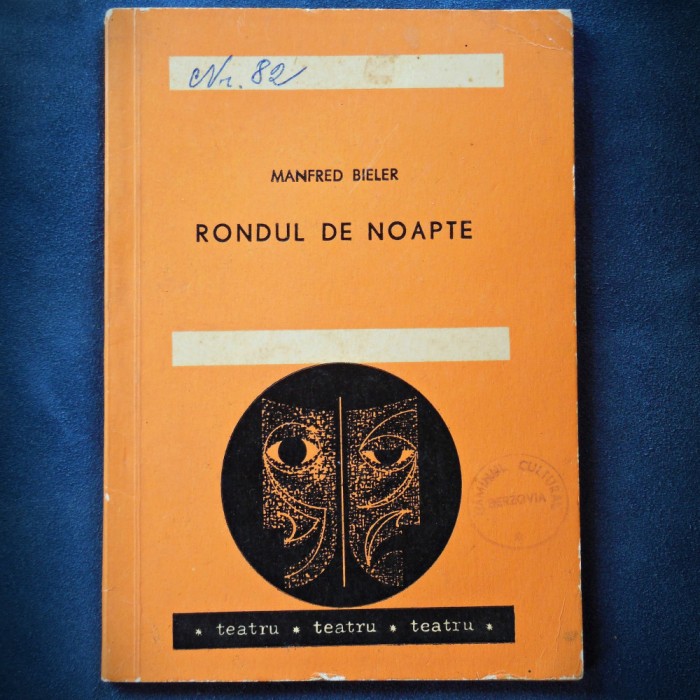 Nr. 82
MANFRED BIELER
RONDUL DE NOAPTE
CĂMINUL CULTURAL
BERZOVIA
* teatru * teatru * teatru *